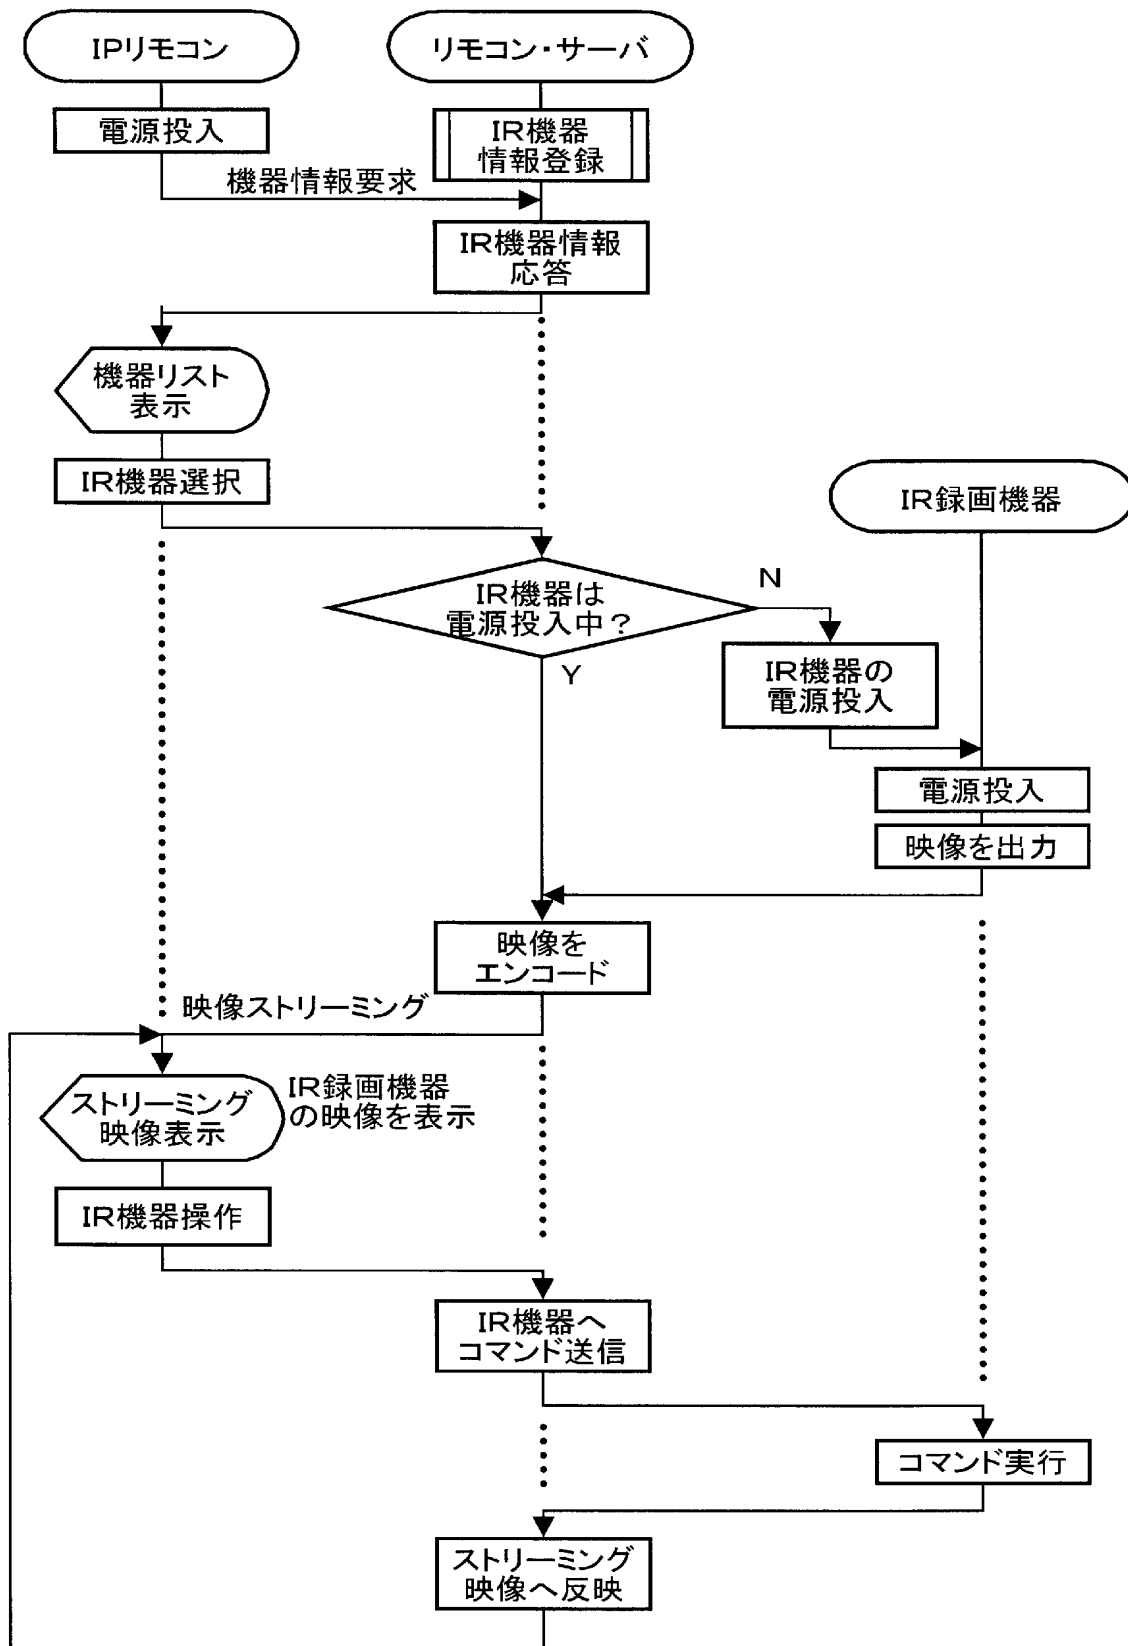 IPリモコン
リモコン・サーバ
電源投入
IR機器
情報登録
機器情報要求
IR機器情報
応答
機器リスト
表示
IR機器選択
IR録画機器
IR機器は
電源投入中?
N
Y
IR機器の
電源投入
電源投入
映像を出力
映像を
エンコード
映像ストリーミング
ストリーミング
映像表示
IR録画機器
の映像を表示
IR機器操作
IR機器へ
コマンド送信
コマンド実行
ストリーミング
映像へ反映